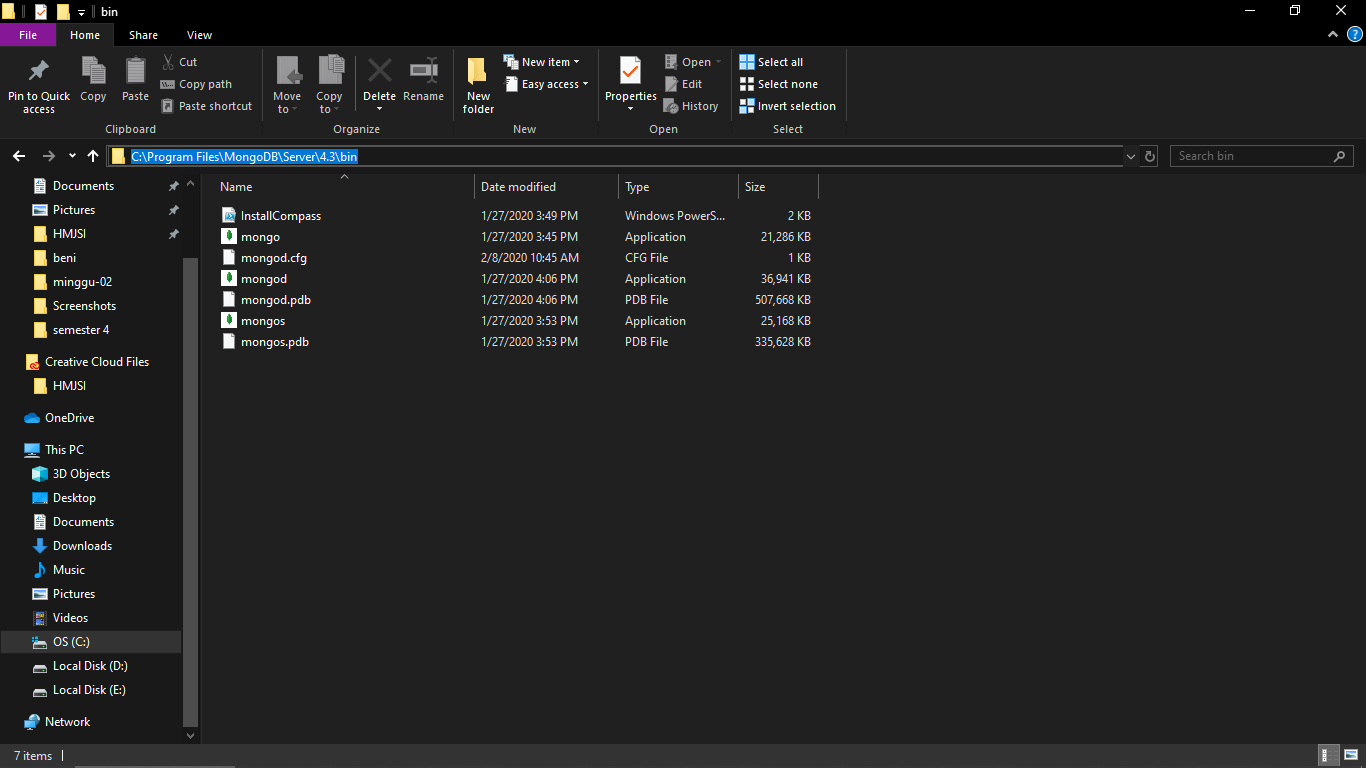 bin
File Home Share View
Pin to Quick access
Copy
Paste
Cut
Copy path
Paste shortcut
Clipboard
Move to
Copy to
Delete
Rename
Organize
New folder
New item
Easy access
New
Properties
Open
Edit
History
Open
Select all
Select none
Invert selection
Select
C:\Program Files\MongoDB\Server\4.3\bin
Search bin
Documents
Pictures
HMJSI
beni
minggu-02
Screenshots
semester 4
Creative Cloud Files
HMJSI
OneDrive
This PC
3D Objects
Desktop
Documents
Downloads
Music
Pictures
Videos
OS (C:)
Local Disk (D:)
Local Disk (E:)
Network
Name Date modified Type Size
InstallCompass 1/27/2020 3:49 PM Windows PowerS... 2 KB
mongo 1/27/2020 3:45 PM Application 21,286 KB
mongod.cfg 2/8/2020 10:45 AM CFG File 1 KB
mongod 1/27/2020 4:06 PM Application 36,941 KB
mongod.pdb 1/27/2020 4:06 PM PDB File 507,668 KB
mongos 1/27/2020 3:53 PM Application 25,168 KB
mongos.pdb 1/27/2020 3:53 PM PDB File 335,628 KB
7 items